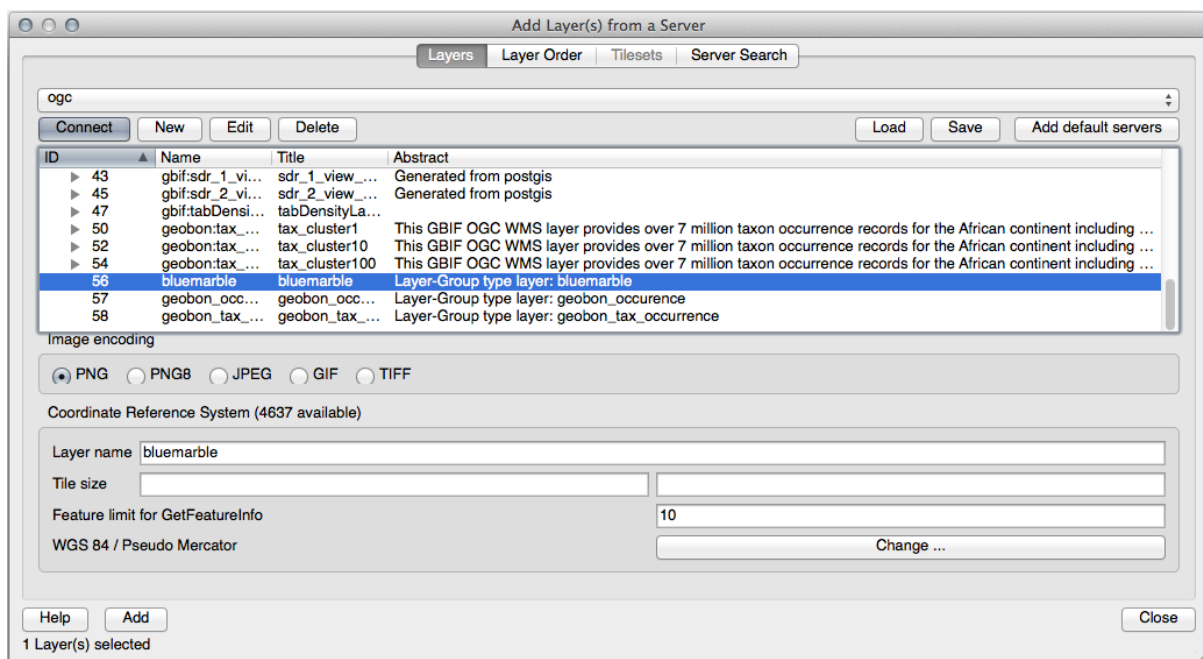 Add Layer(s) from a Server
Layers Layer Order Tilesets Server Search
ogc
Connect New Edit Delete Load Save Add default servers
ID Name Title Abstract
43 gbif:sdr_1_vi... sdr_1_view_... Generated from postgis
45 gbif:sdr_2_vi... sdr_2_view_... Generated from postgis
47 gbif:tabDensi... tabDensityLa...
50 geobon:tax_... tax_cluster1 This GBIF OGC WMS layer provides over 7 million taxon occurrence records for the African continent including ...
52 geobon:tax_... tax_cluster10 This GBIF OGC WMS layer provides over 7 million taxon occurrence records for the African continent including ...
54 geobon:tax_... tax_cluster100 This GBIF OGC WMS layer provides over 7 million taxon occurrence records for the African continent including ...
56 bluemarble bluemarble Layer-Group type layer: bluemarble
57 geobon_occ... geobon_occ... Layer-Group type layer: geobon_occurence
58 geobon_tax_... geobon_tax_... Layer-Group type layer: geobon_tax_occurrence
Image encoding
PNG PNG8 JPEG GIF TIFF
Coordinate Reference System (4637 available)
Layer name bluemarble
Tile size
Feature limit for GetFeatureInfo 10
WGS 84 / Pseudo Mercator Change ...
Help Add Close
1 Layer(s) selected